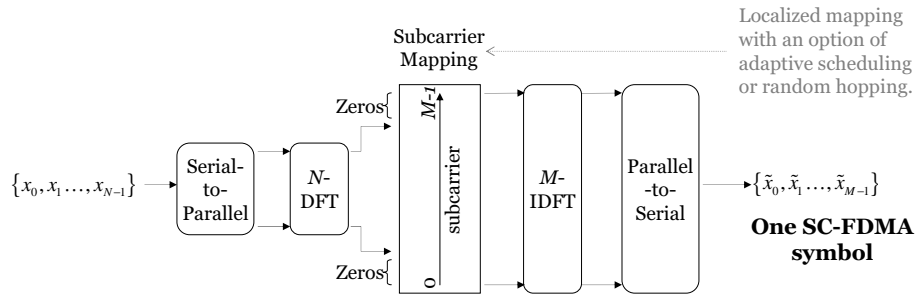 Subcarrier
Mapping
Localized mapping
with an option of
adaptive scheduling
or random hopping.
Zeros
M-1
subcarrier
0
Zeros
{x₀, x₁ …, x_{N−1}}
Serial-
to-
Parallel
N-
DFT
M-
IDFT
Parallel
-to-
Serial
{x̃₀, x̃₁ …, x̃_{M−1}}
One SC-FDMA
symbol